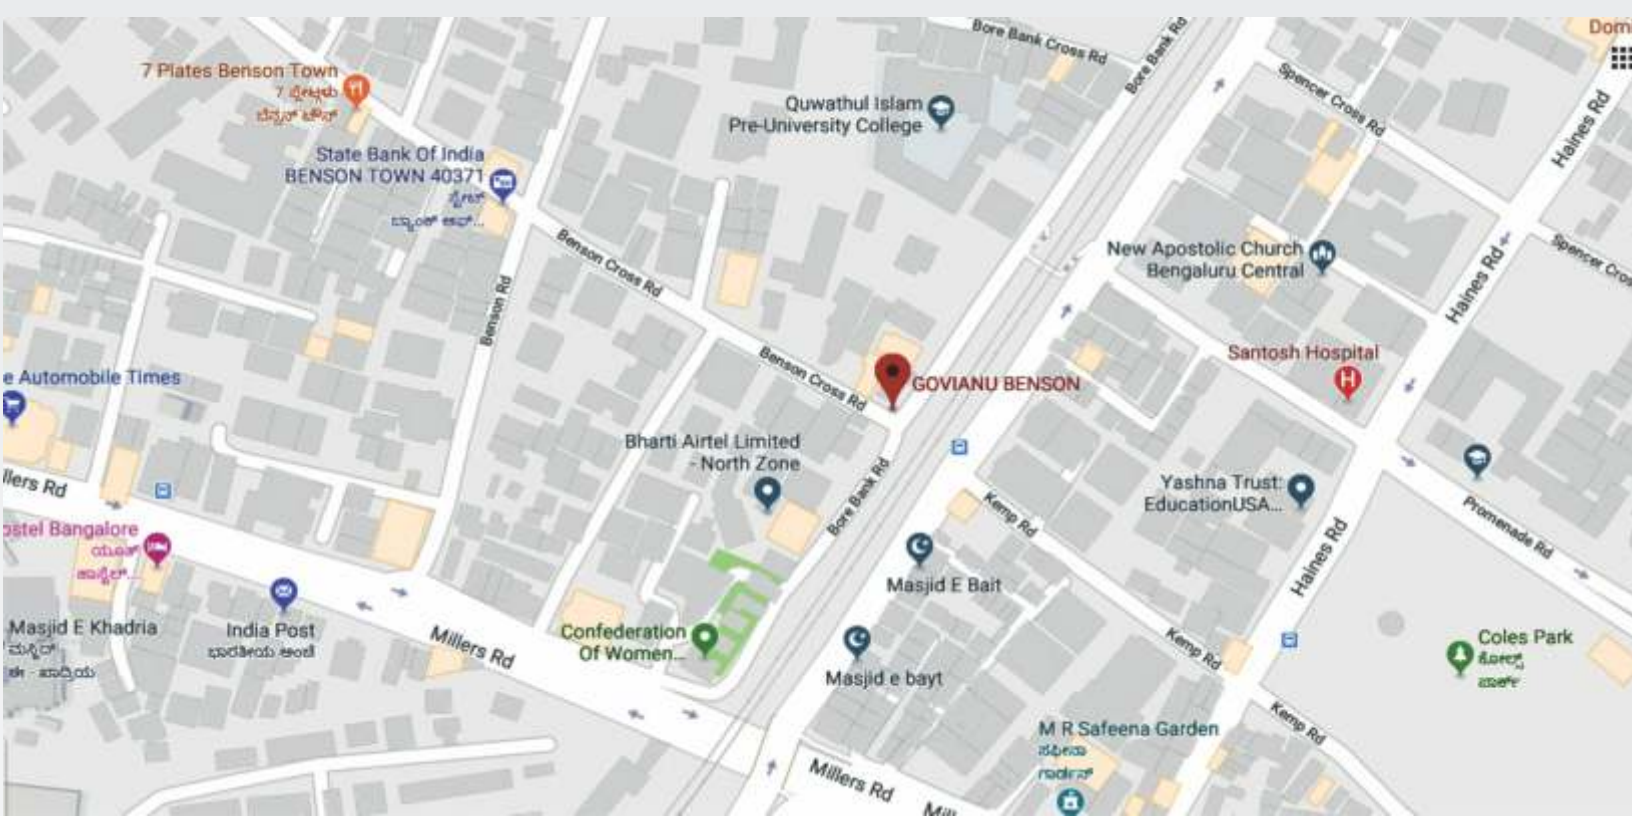 Dom
Bore Bank Cross Rd
Bore Bank Rd
7 Plates Benson Town
Spencer Cross Rd
Quwathul Islam
Pre-University College
Haines Rd
State Bank Of India
BENSON TOWN 40371
Benson Cross Rd
New Apostolic Church
Bengaluru Central
Haines Rd
Spencer Cros
Benson Rd
Santosh Hospital
Benson Cross Rd
GOVIANU BENSON
e Automobile Times
Bharti Airtel Limited
- North Zone
Bore Bank Rd
Yashna Trust:
EducationUSA...
llers Rd
Kemp Rd
Promenade Rd
ostel Bangalore
Haines Rd
Masjid E Bait
Masjid E Khadria
India Post
ಭಾರತೀಯ ಅಂಚೆ
Millers Rd
Confederation
Of Women...
Kemp Rd
Coles Park
ಕೋಲ್ಸ್
ಪಾರ್ಕ್
Masjid e bayt
Kemp Rd
M R Safeena Garden
ಸಫೀನಾ
ಗಾರ್ಡನ್
Millers Rd
Mill